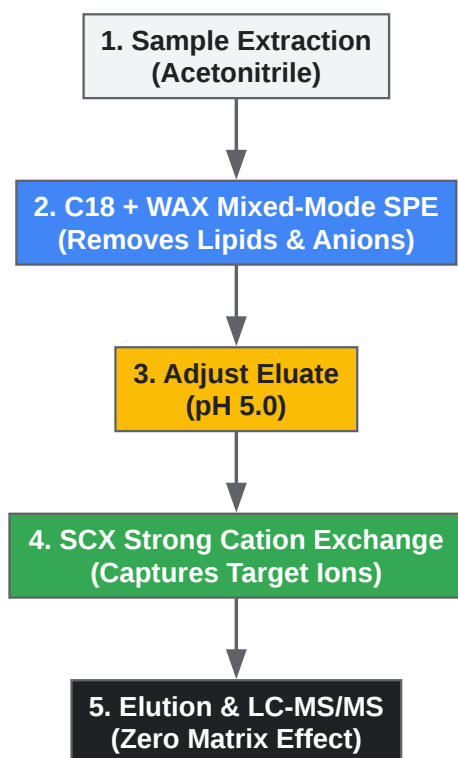 1. Sample Extraction
(Acetonitrile)
2. C18 + WAX Mixed-Mode SPE
(Removes Lipids & Anions)
3. Adjust Eluate
(pH 5.0)
4. SCX Strong Cation Exchange
(Captures Target Ions)
5. Elution & LC-MS/MS
(Zero Matrix Effect)